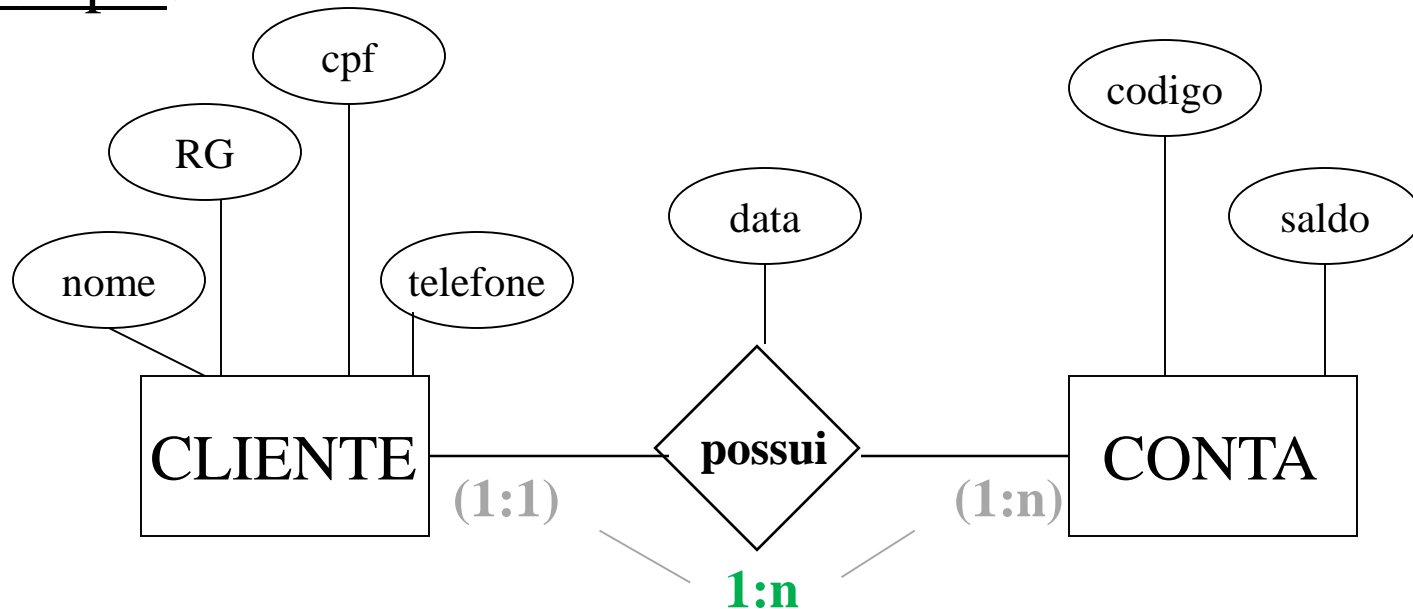 cpf
codigo
RG
data
saldo
nome
telefone
CLIENTE
possui
CONTA
(1:1)
(1:n)
1:n